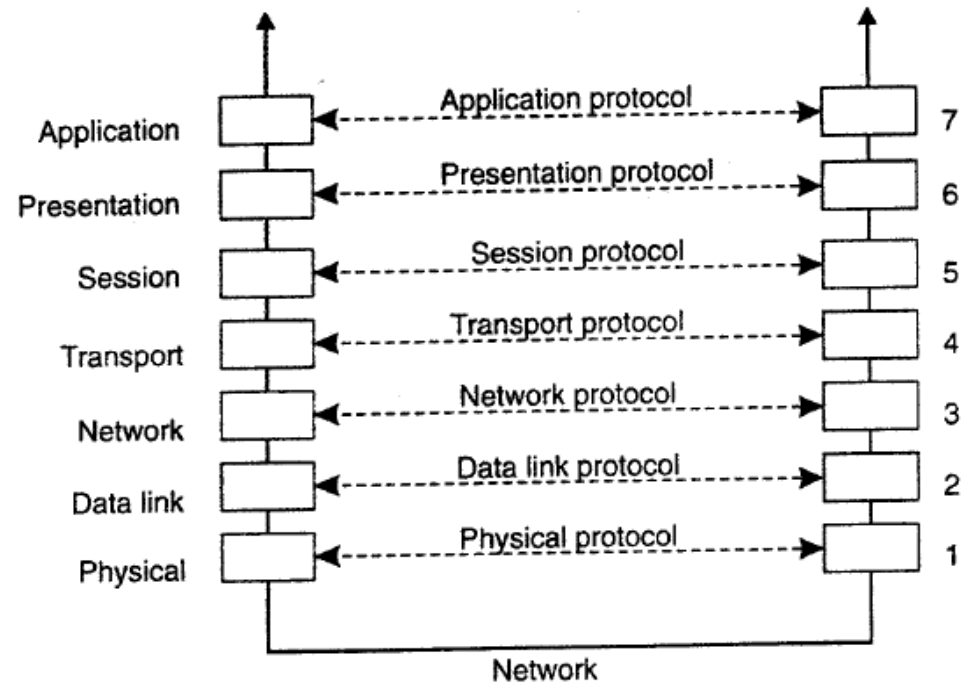 Application protocol
Application
7
Presentation protocol
Presentation
6
Session protocol
Session
5
Transport protocol
Transport
4
Network protocol
Network
3
Data link protocol
Data link
2
Physical protocol
Physical
1
Network